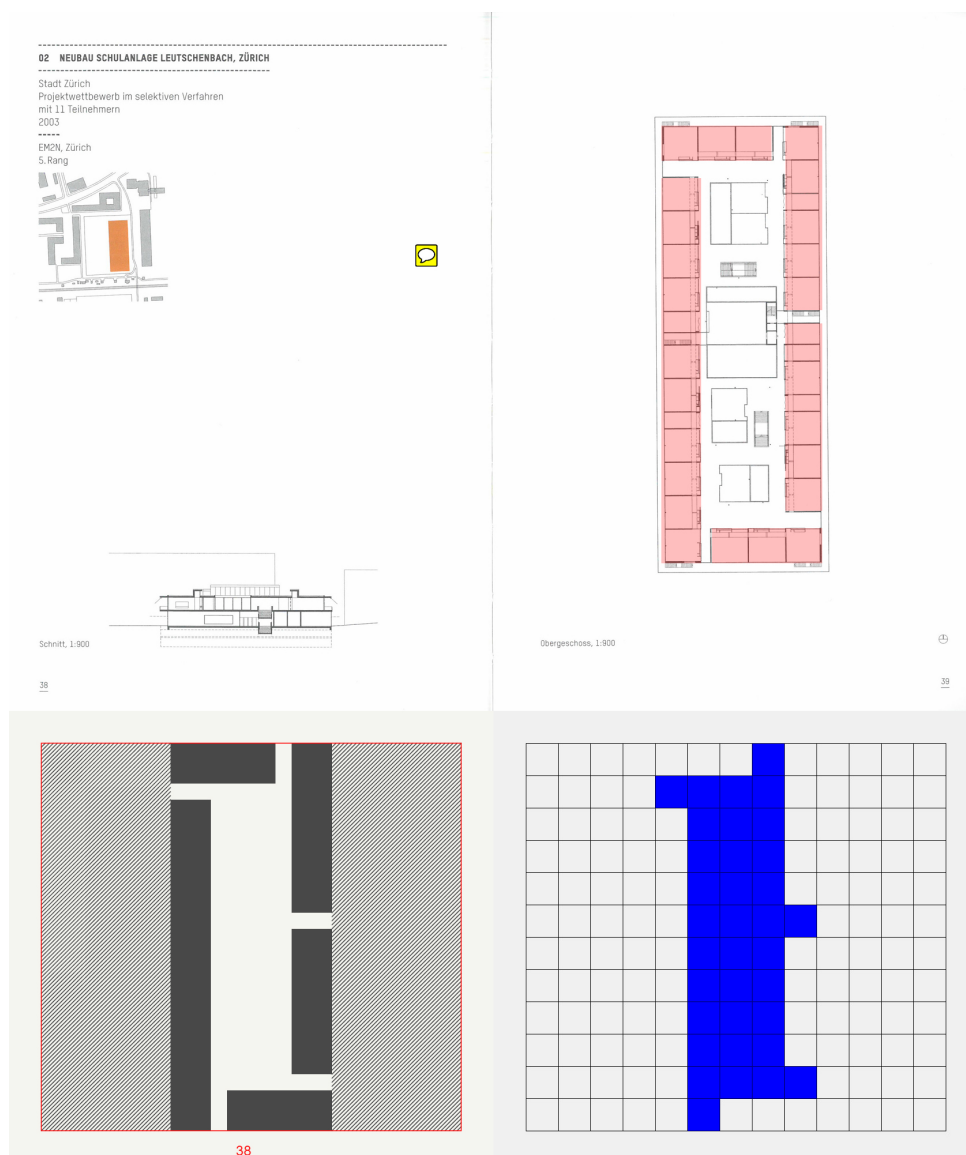 02 NEUBAU SCHULANLAGE LEUTSCHENBACH, ZÜRICH
Stadt Zürich
Projektwettbewerb im selektiven Verfahren
mit 11 Teilnehmern
2003
EM2N, Zürich
5. Rang
Schnitt, 1:900
38
Obergeschoss, 1:900
39
38